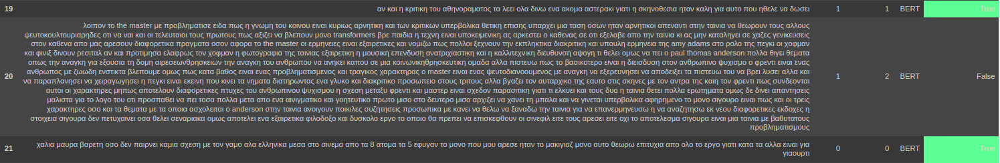 19 αν και η κριτικη του αθηνοραματος τα λεει ολα δινω ενα ακομα αστερακι γιατι η σκηνοθεσια ηταν καλη για αυτο που ηθελε να δωσει 1 1 BERT True
λοιπον το the master με προβληματισε ειδα πως η γνωμη του κοινου ειναι κυριως αρνητικη και των κριτικων υπερβολικα θετικη επισης υπαρχει μια ταση οσων ηταν αρνητικοι απεναντι στην ταινια να θεωρουν τους αλλους
ψευτοκουλτουριαρηδες οτι να ναι και οι τελευταιοι τους πρωτους πως αξιζει να βλεπουν μονο transformers βρε παιδια η τεχνη ειναι υποκειμενικη ας αρκεστει ο καθενας σε οτι εξελαβε απο την ταινια κι ας μην καταληγει σε χαζες γενικευσεις
στον καθενα απο μας αρεσουν διαφορετικα πραγματα οσον αφορα το the master οι ερμηνειες ειναι εξαιρετικες και νομιζω πως πολλοι ξεχνουν την εκπληκτικα διακριτικη και υπουλη ερμηνεια της amy adams στο ρολο της πεγκι οι χοφμαν
και φινιξ δινουν ρεσιταλ αν και προτιμησα ελαφρως τον χοφμαν η φωτογραφια της ταινιας εξαιρετικη η μουσικη επενδυση ανατριχιαστικη και η καλλιτεχνικη διευθυνση αψογη τι θελει ομως να πει ο paul thomas anderson πολλα θιγει θεματα
οπως την αναγκη για εξουσια τη δομη αιρεσεωνθρησκειων την αναγκη του ανθρωπου να ανηκει καπου σε μια κοινωνικηθρησκευτικη ομαδα αλλα πιστευω πως το βασικοτερο ειναι η διεισδυση στον ανθρωπινο ψυχισμο ο φρεντι ειναι ενας
ανθρωπος με ζωωδη ενστικτα βλεπουμε ομως πως κατα βαθος ειναι ενας προβληματισμενος και τραγικος χαρακτηρας ο master ειναι ενας ψευτοδιανοουμενος με αναγκη να εξερευνησει να αποδειξει τα πιστευω του να βρει λυσει αλλα και
20 να παραπλανησει να χειραγωγησει η πεγκι ειναι εκεινη που κινει τα νηματα διατηρωντας ενα γλυκο και διακριτικο προσωπειο στους τριτους αλλα βγαζει τον αυταρχικο της εαυτο στις σκηνες με τον αντρα της καιη τον φρεντι πως συνδεονται 1 2 BERT False
αυτοι οι χαρακτηρες μηπως αποτελουν διαφορετικες πτυχες του ανθρωπινου ψυχισμου η σχεση μεταξυ φρεντι και μαστερ ειναι σχεδον παρασιτικη γιατι τι ελκυει και τους δυο η ταινια θετει πολλα ερωτηματα ομως δε δινει απαντησεις
μαλιστα για το λογο του οτι προσπαθει να πει τοσα πολλα μετα απο ενα αινιγματικο και γοητευτικο πρωτο μισο στο δευτερο μισο αρχιζει να χανει τη μπαλα και να γινεται υπερβολικα αφηρημενο το μονο σιγουρο ειναι πως και οι τρεις
χαρακτηρες οσο και τα θεματα με τα οποια ασχολειται ο anderson στην ταινια ανοιγουν ποικιλες συζητησεις προσωπικα με κανει να θελω να ξαναδω την ταινια για να επανερμηνευσω η να αναζητησω εκ νεου διαφορετικες εκδοχες η
στοιχεια σιγουρα δεν πετυχαινει οσα θελει σεναριακα ομως αποτελει ενα εξαιρετικα φιλοδοξο και δυσκολο εργο το οποιο θα πρεπει να επισκεφθουν οι σινεφιλ ειτε τους αρεσει ειτε οχι το αποτελεσμα σιγουρα ειναι μια ταινια με βαθυτατους
προβληματισμους
χαλια μαυρα βαρετη οσο δεν παιρνει καμια σχεση με τον γαμο αλα ελληνικα μεσα στο σινεμα απο τα 8 ατομα τα 5 εφυγαν το μονο που μου αρεσε ηταν το μακιγιαζ μονο αυτο θεωρω επιτυχια απο ολο το εργο γιατι κατα τα αλλα ειναι για
21 γιαουρτι 0 0 BERT True